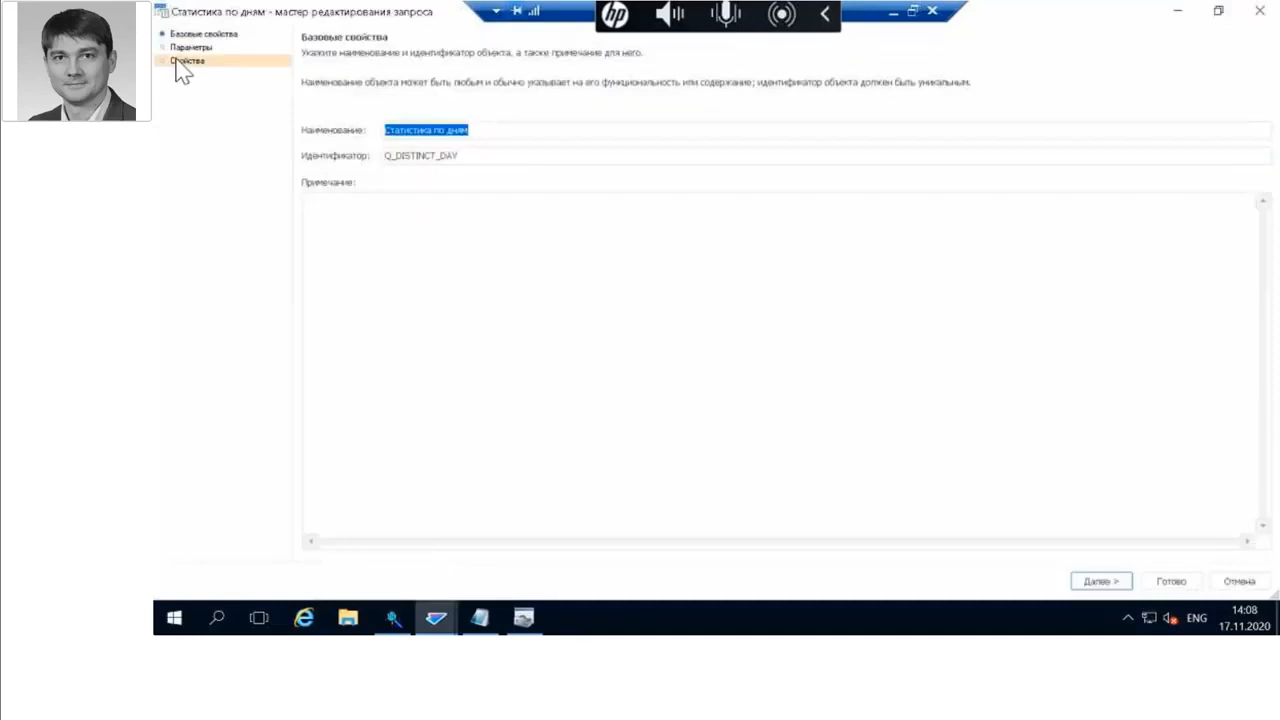 Статистика по дням - мастер редактирования запроса
hp
Базовые свойства
Параметры
Свойства
Базовые свойства
Укажите наименование и идентификатор объекта, а также примечание для него.
Наименование объекта может быть любым и обычно указывает на его функциональность или содержание; идентификатор объекта должен быть уникальным.
Наименование: Статистика по дням
Идентификатор: Q_DISTINCT_DAY
Примечание:
Далее > Готово Отмена
ENG 14:08
17.11.2020